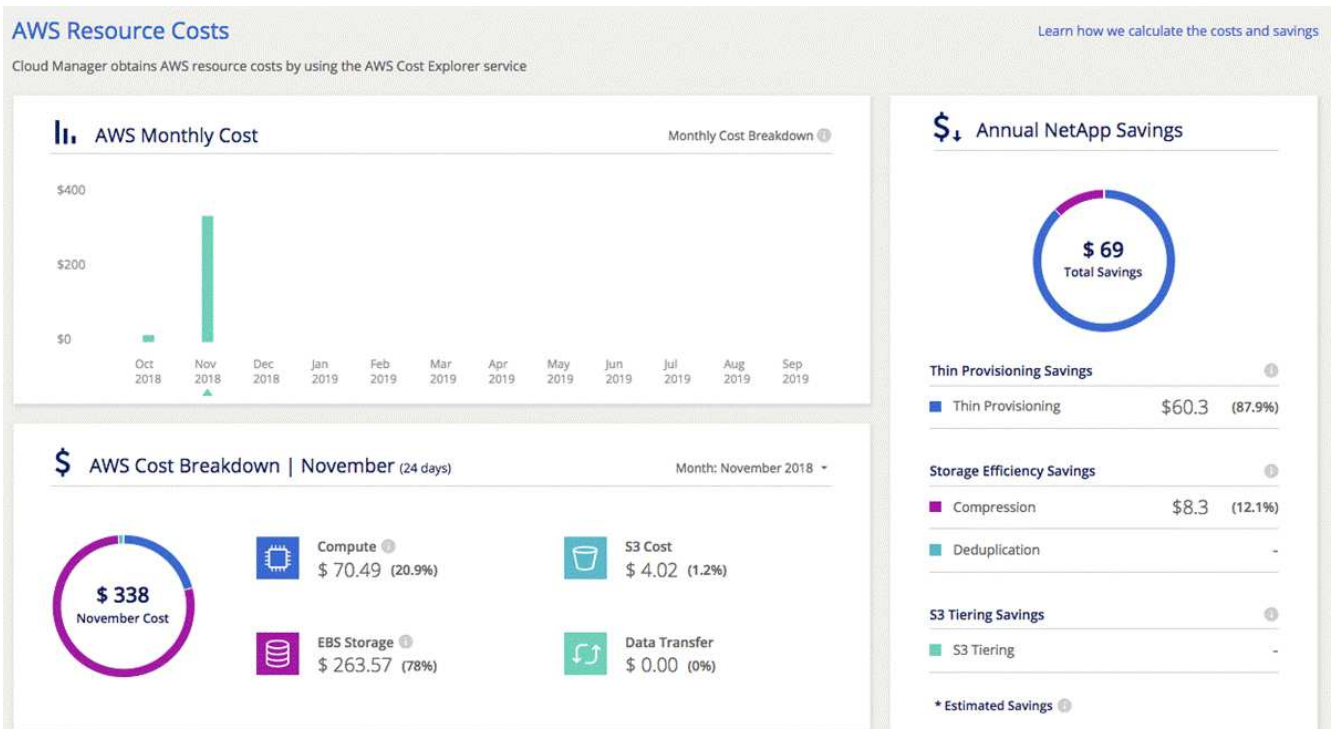 AWS Resource Costs
Learn how we calculate the costs and savings
Cloud Manager obtains AWS resource costs by using the AWS Cost Explorer service
AWS Monthly Cost
Monthly Cost Breakdown
$400
$200
$0
Oct Nov Dec Jan Feb Mar Apr May Jun Jul Aug Sep
2018 2018 2018 2019 2019 2019 2019 2019 2019 2019 2019 2019
$ AWS Cost Breakdown | November (24 days)
Month: November 2018
$ 338
November Cost
Compute
$ 70.49 (20.9%)
S3 Cost
$ 4.02 (1.2%)
EBS Storage
$ 263.57 (78%)
Data Transfer
$ 0.00 (0%)
$ Annual NetApp Savings
$ 69
Total Savings
Thin Provisioning Savings
Thin Provisioning $60.3 (87.9%)
Storage Efficiency Savings
Compression $8.3 (12.1%)
Deduplication -
S3 Tiering Savings
S3 Tiering -
* Estimated Savings